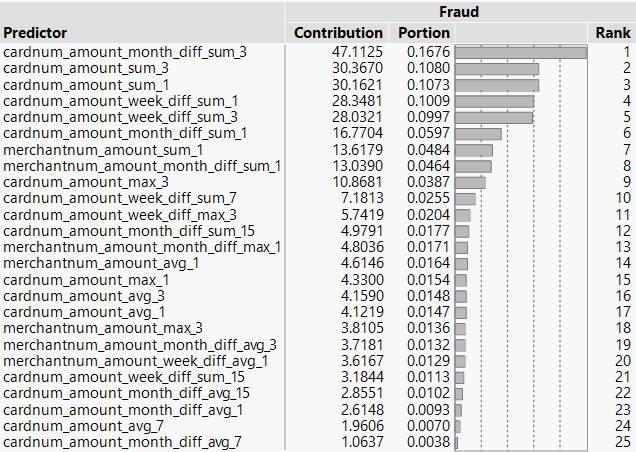 Fraud
Predictor Contribution Portion Rank
cardnum_amount_month_diff_sum_3 47.1125 0.1676 1
cardnum_amount_sum_3 30.3670 0.1080 2
cardnum_amount_sum_1 30.1621 0.1073 3
cardnum_amount_week_diff_sum_1 28.3481 0.1009 4
cardnum_amount_week_diff_sum_3 28.0321 0.0997 5
cardnum_amount_month_diff_sum_1 16.7704 0.0597 6
merchantnum_amount_sum_1 13.6179 0.0484 7
merchantnum_amount_month_diff_sum_1 13.0390 0.0464 8
cardnum_amount_max_3 10.8681 0.0387 9
cardnum_amount_week_diff_sum_7 7.1813 0.0255 10
cardnum_amount_week_diff_max_3 5.7419 0.0204 11
cardnum_amount_month_diff_sum_15 4.9791 0.0177 12
merchantnum_amount_month_diff_max_1 4.8036 0.0171 13
merchantnum_amount_avg_1 4.6146 0.0164 14
cardnum_amount_max_1 4.3300 0.0154 15
cardnum_amount_avg_3 4.1590 0.0148 16
cardnum_amount_avg_1 4.1219 0.0147 17
merchantnum_amount_max_3 3.8105 0.0136 18
merchantnum_amount_month_diff_avg_3 3.7181 0.0132 19
merchantnum_amount_week_diff_avg_1 3.6167 0.0129 20
cardnum_amount_week_diff_sum_15 3.1844 0.0113 21
cardnum_amount_month_diff_avg_15 2.8551 0.0102 22
cardnum_amount_month_diff_avg_1 2.6148 0.0093 23
cardnum_amount_avg_7 1.9606 0.0070 24
cardnum_amount_month_diff_avg_7 1.0637 0.0038 25